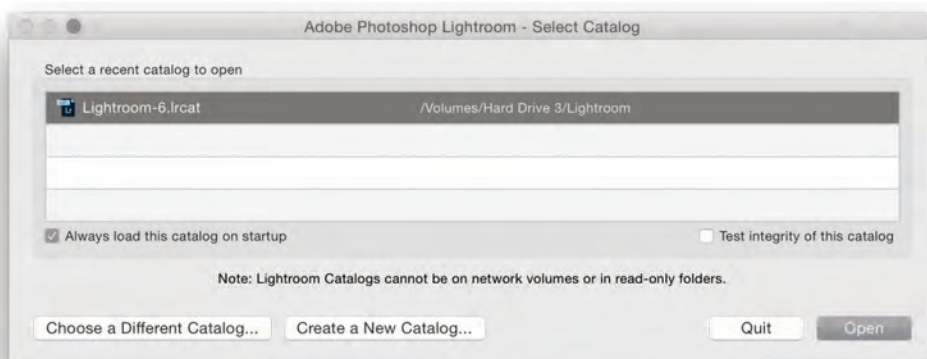 Adobe Photoshop Lightroom - Select Catalog
Select a recent catalog to open
Lightroom-6.lrcat /Volumes/Hard Drive 3/Lightroom
Always load this catalog on startup Test integrity of this catalog
Note: Lightroom Catalogs cannot be on network volumes or in read-only folders.
Choose a Different Catalog... Create a New Catalog... Quit Open